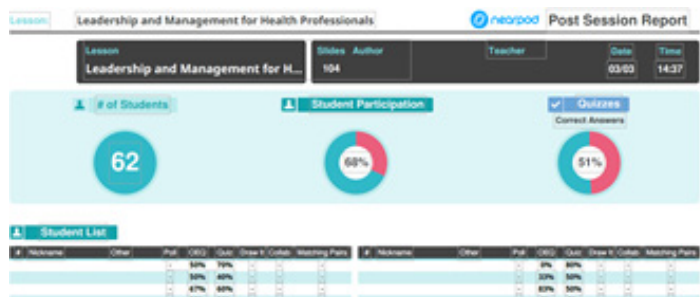 Lesson: Leadership and Management for Health Professionals nearpod Post Session Report
Lesson Slides Author Teacher Date Time
Leadership and Management for H... 104 03/03 14:37
# of Students Student Participation Quizzes
Correct Answers
62 68% 51%
Student List
# Nickname Other Poll OEQ Quiz Draw It Collab Matching Pairs # Nickname Other Poll OEQ Quiz Draw It Collab Matching Pairs
- 50% 70% - - - - 0% 80% - - -
- 50% 40% - - - - 33% 50% - - -
- 67% 60% - - - - 83% 50% - - -